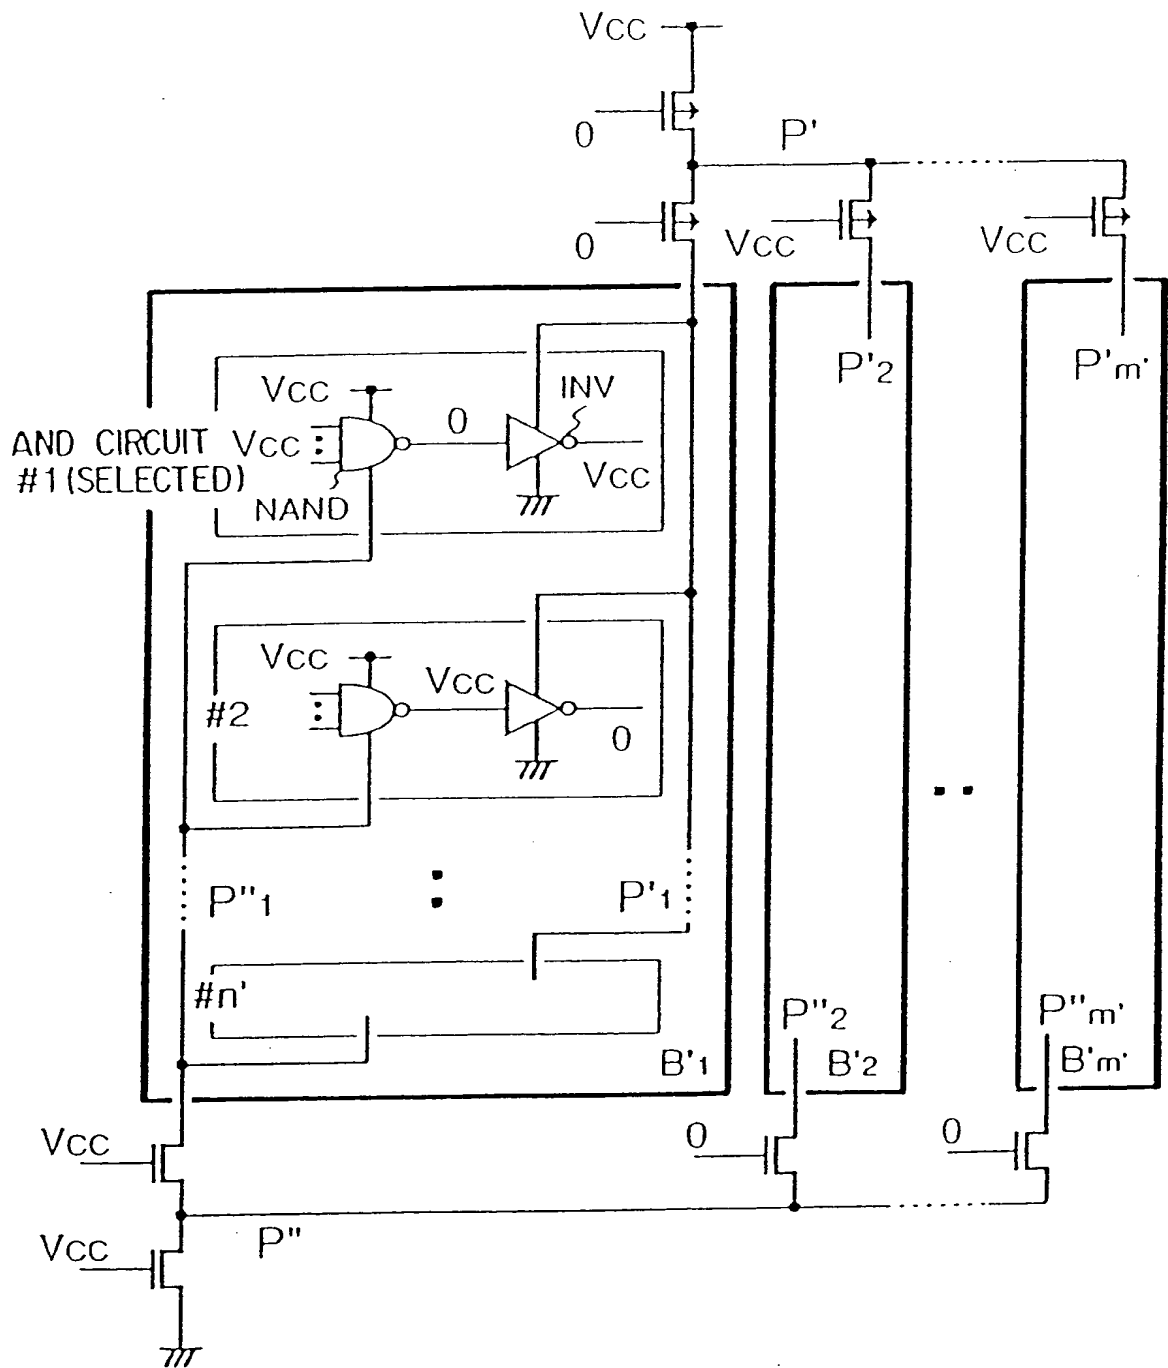 VCC
0
P'
0
VCC
VCC
P'2
P'm'
VCC
INV
0
AND CIRCUIT
VCC
#1(SELECTED)
VCC
NAND
VCC
VCC
#2
0
P''1
P'1
#n'
P''2
P''m'
B'1
B'2
B'm'
VCC
0
0
P''
VCC